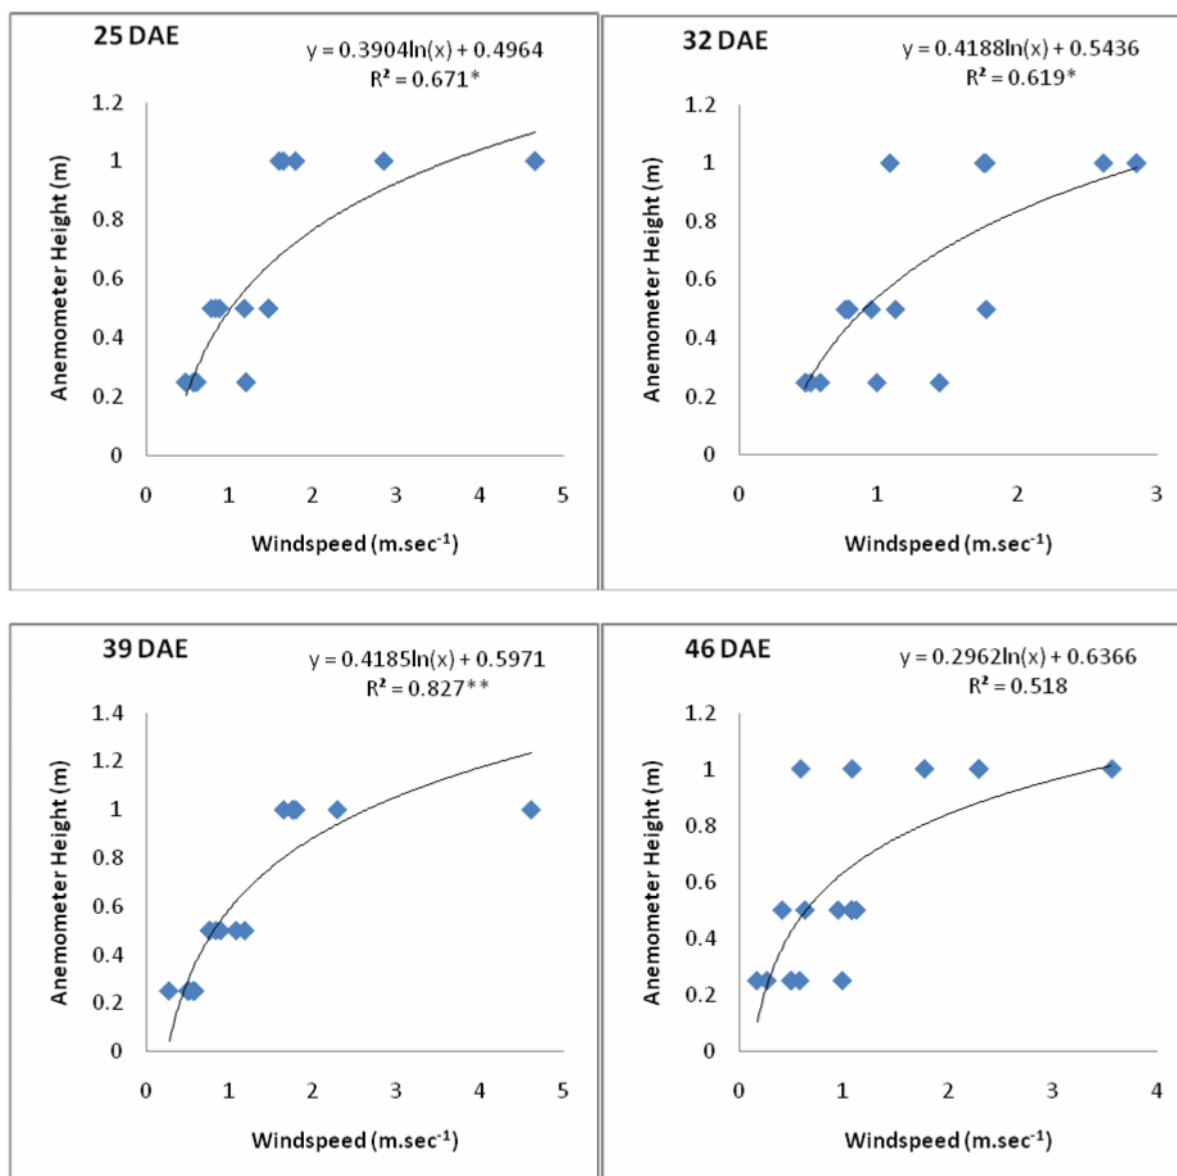 25 DAE
y = 0.3904ln(x) + 0.4964
R² = 0.671*
1.2
1
0.8
0.6
0.4
0.2
0
Anemometer Height (m)
0 1 2 3 4 5
Windspeed (m.sec⁻¹)
32 DAE
y = 0.4188ln(x) + 0.5436
R² = 0.619*
1.2
1
0.8
0.6
0.4
0.2
0
Anemometer Height (m)
0 1 2 3
Windspeed (m.sec⁻¹)
39 DAE
y = 0.4185ln(x) + 0.5971
R² = 0.827**
1.4
1.2
1
0.8
0.6
0.4
0.2
0
Anemometer Height (m)
0 1 2 3 4 5
Windspeed (m.sec⁻¹)
46 DAE
y = 0.2962ln(x) + 0.6366
R² = 0.518
1.2
1
0.8
0.6
0.4
0.2
0
Anemometer Height (m)
0 1 2 3 4
Windspeed (m.sec⁻¹)